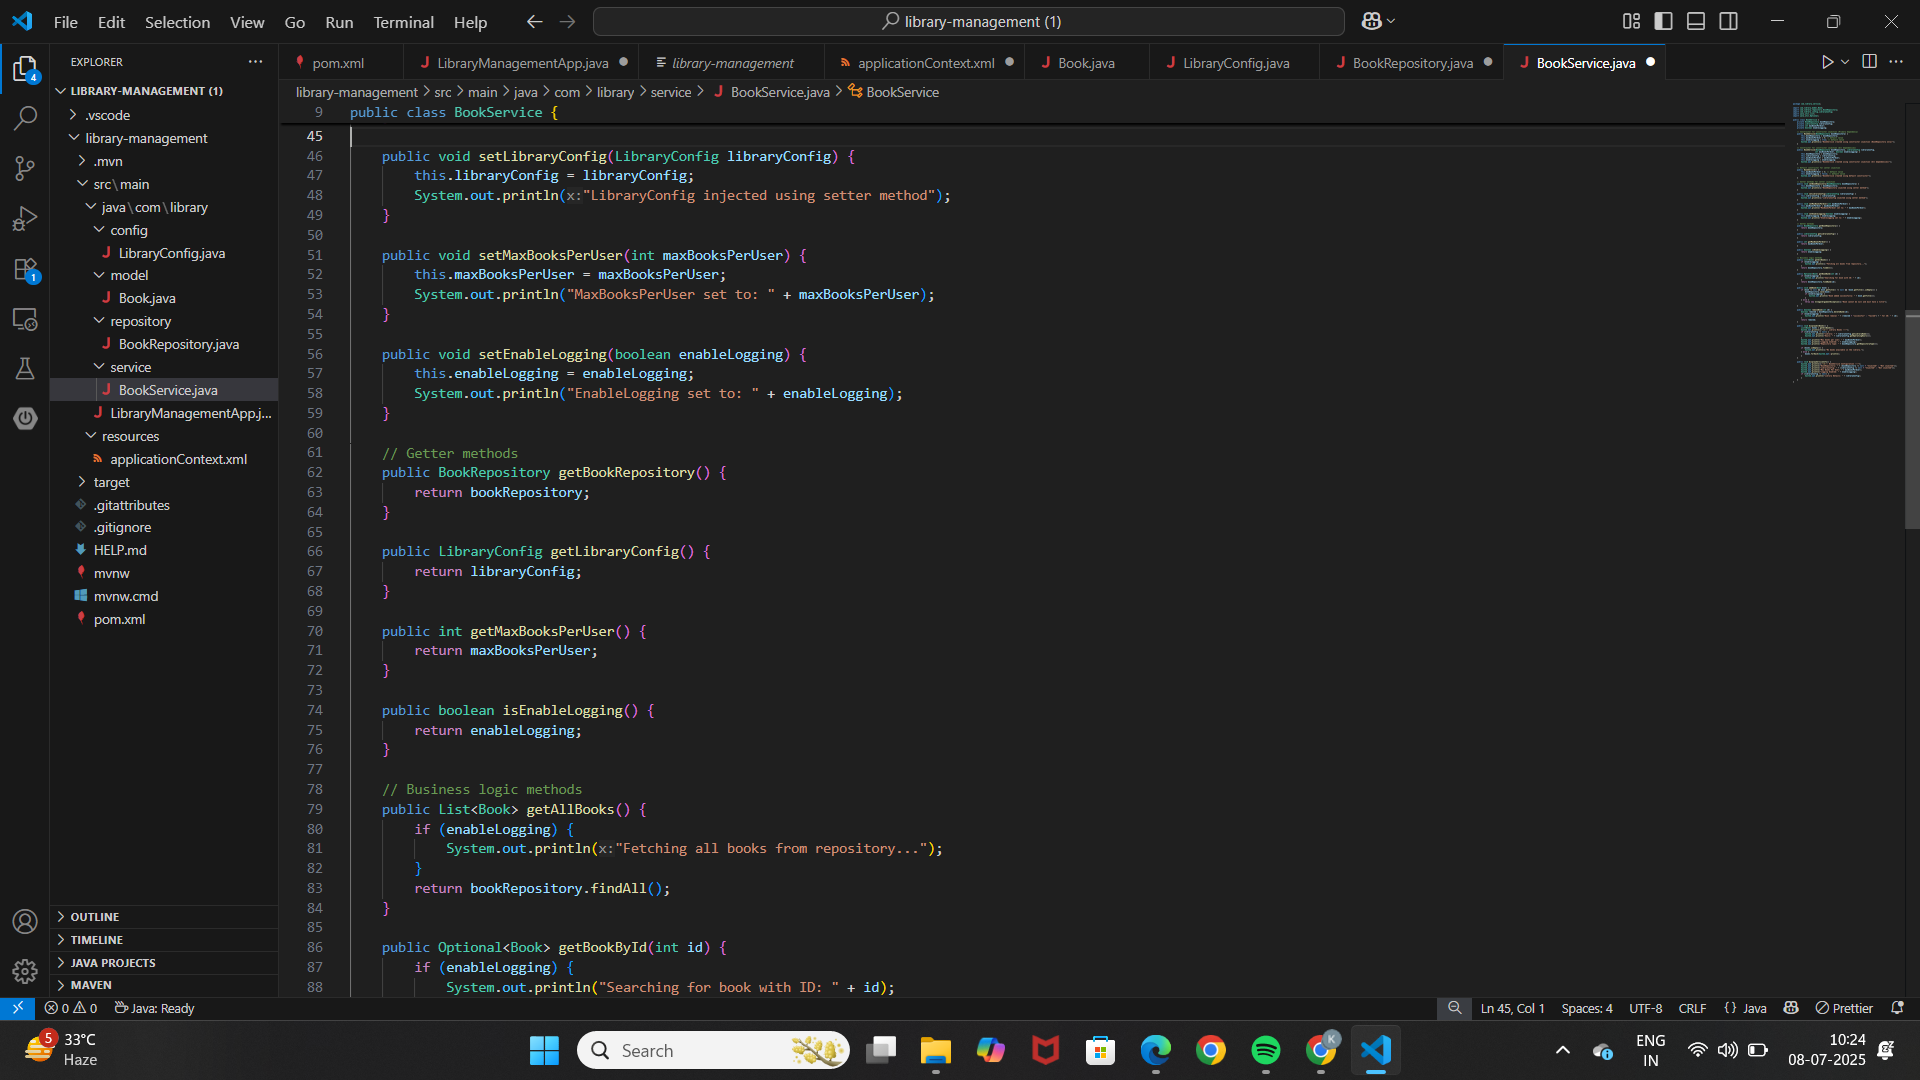 File Edit Selection View Go Run Terminal Help
library-management (1)
EXPLORER
pom.xml
LibraryManagementApp.java
library-management
applicationContext.xml
Book.java
LibraryConfig.java
BookRepository.java
BookService.java
library-management > src > main > java > com > library > service > BookService.java > BookService
LIBRARY-MANAGEMENT (1)
.vscode
library-management
.mvn
src\main
java\com\library
config
LibraryConfig.java
model
Book.java
repository
BookRepository.java
service
BookService.java
LibraryManagementApp.j...
resources
applicationContext.xml
target
.gitattributes
.gitignore
HELP.md
mvnw
mvnw.cmd
pom.xml
OUTLINE
TIMELINE
JAVA PROJECTS
MAVEN
4
1
9 public class BookService {
45
46 public void setLibraryConfig(LibraryConfig libraryConfig) {
47 this.libraryConfig = libraryConfig;
48 System.out.println(x:"LibraryConfig injected using setter method");
49 }
50
51 public void setMaxBooksPerUser(int maxBooksPerUser) {
52 this.maxBooksPerUser = maxBooksPerUser;
53 System.out.println("MaxBooksPerUser set to: " + maxBooksPerUser);
54 }
55
56 public void setEnableLogging(boolean enableLogging) {
57 this.enableLogging = enableLogging;
58 System.out.println("EnableLogging set to: " + enableLogging);
59 }
60
61 // Getter methods
62 public BookRepository getBookRepository() {
63 return bookRepository;
64 }
65
66 public LibraryConfig getLibraryConfig() {
67 return libraryConfig;
68 }
69
70 public int getMaxBooksPerUser() {
71 return maxBooksPerUser;
72 }
73
74 public boolean isEnableLogging() {
75 return enableLogging;
76 }
77
78 // Business logic methods
79 public List<Book> getAllBooks() {
80 if (enableLogging) {
81 System.out.println(x:"Fetching all books from repository...");
82 }
83 return bookRepository.findAll();
84 }
85
86 public Optional<Book> getBookById(int id) {
87 if (enableLogging) {
88 System.out.println("Searching for book with ID: " + id);
0 0 Java: Ready
Ln 45, Col 1 Spaces: 4 UTF-8 CRLF {} Java Prettier
5
33°C
Haze
Search
K
ENG
IN
10:24
08-07-2025